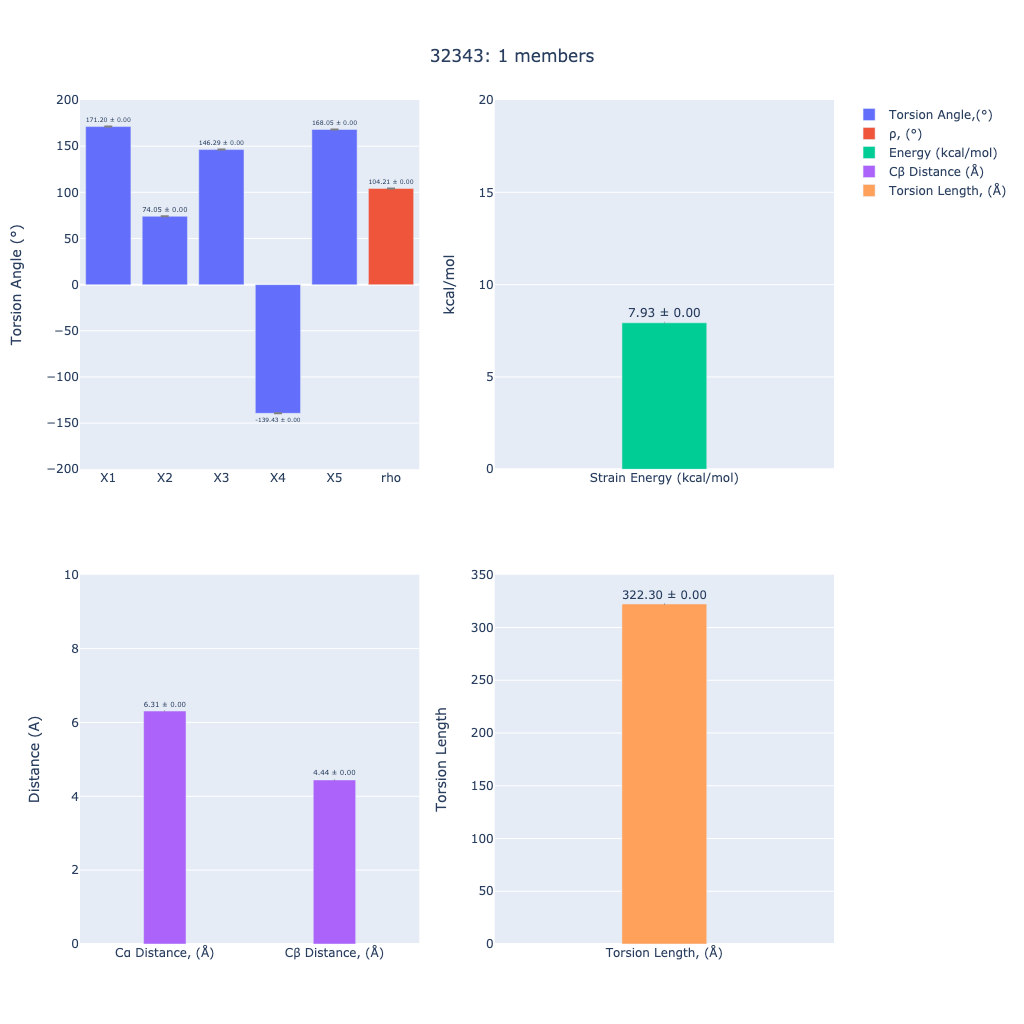 32343: 1 members
Torsion Angle (°)
200
150
100
50
0
−50
−100
−150
−200
171.20 ± 0.00
74.05 ± 0.00
146.29 ± 0.00
-139.43 ± 0.00
168.05 ± 0.00
104.21 ± 0.00
X1
X2
X3
X4
X5
rho
kcal/mol
20
15
10
5
0
7.93 ± 0.00
Strain Energy (kcal/mol)
Torsion Angle,(°)
ρ, (°)
Energy (kcal/mol)
Cβ Distance (Å)
Torsion Length, (Å)
Distance (A)
10
8
6
4
2
0
6.31 ± 0.00
4.44 ± 0.00
Cα Distance, (Å)
Cβ Distance, (Å)
Torsion Length
350
300
250
200
150
100
50
0
322.30 ± 0.00
Torsion Length, (Å)